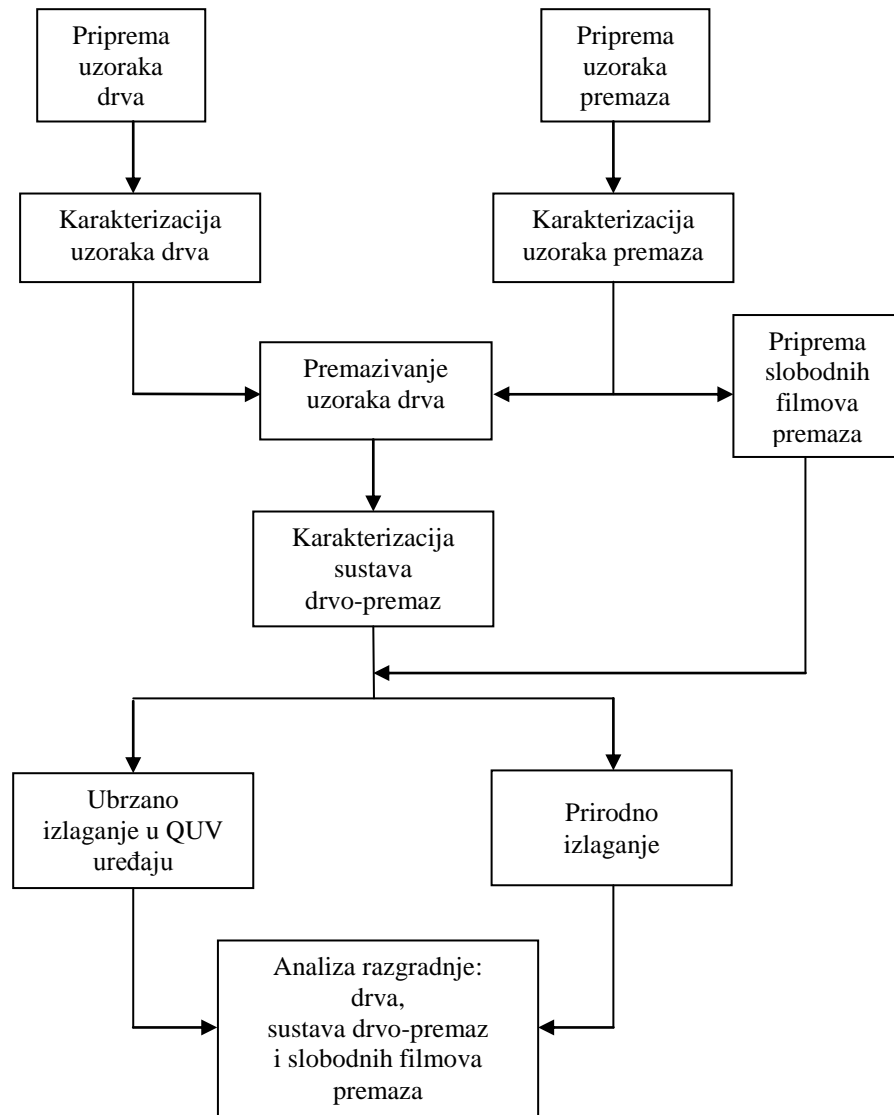 Priprema
uzoraka
drva
Priprema
uzoraka
premaza
Karakterizacija
uzoraka drva
Karakterizacija
uzoraka premaza
Premazivanje
uzoraka drva
Priprema
slobodnih
filmova
premaza
Karakterizacija
sustava
drvo-premaz
Ubrzano
izlaganje u QUV
uređaju
Prirodno
izlaganje
Analiza razgradnje:
drva,
sustava drvo-premaz
i slobodnih filmova
premaza